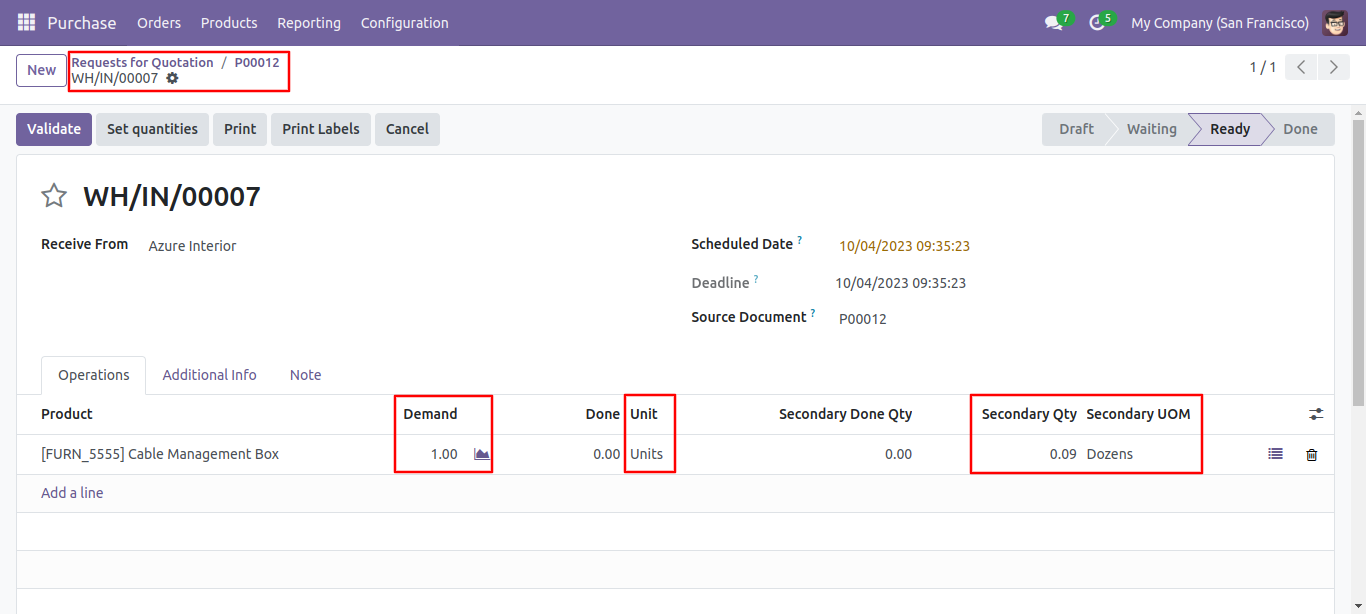 Purchase Orders Products Reporting Configuration 7 5 My Company (San Francisco)
New Requests for Quotation / P00012 1 / 1
WH/IN/00007
Validate Set quantities Print Print Labels Cancel Draft Waiting Ready Done
WH/IN/00007
Receive From Azure Interior Scheduled Date ? 10/04/2023 09:35:23
Deadline ? 10/04/2023 09:35:23
Source Document ? P00012
Operations Additional Info Note
Product Demand Done Unit Secondary Done Qty Secondary Qty Secondary UOM
[FURN_5555] Cable Management Box 1.00 0.00 Units 0.00 0.09 Dozens
Add a line